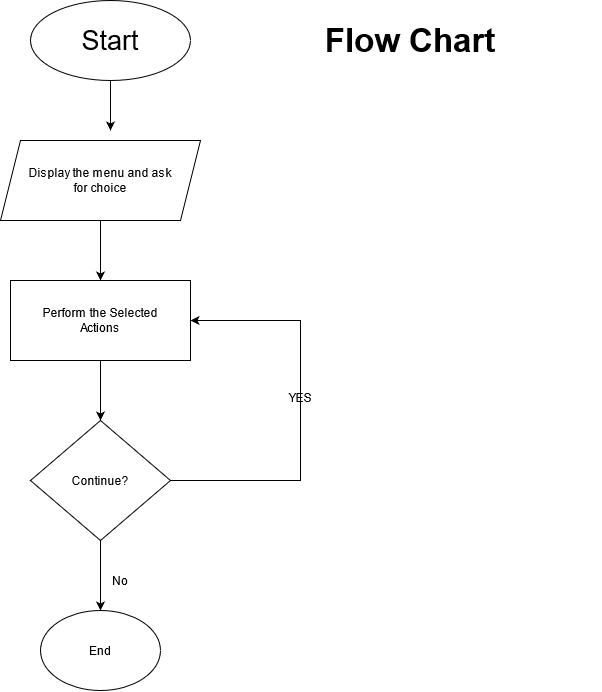 Start
Flow Chart
Display the menu and ask
for choice
Perform the Selected
Actions
YES
Continue?
No
End